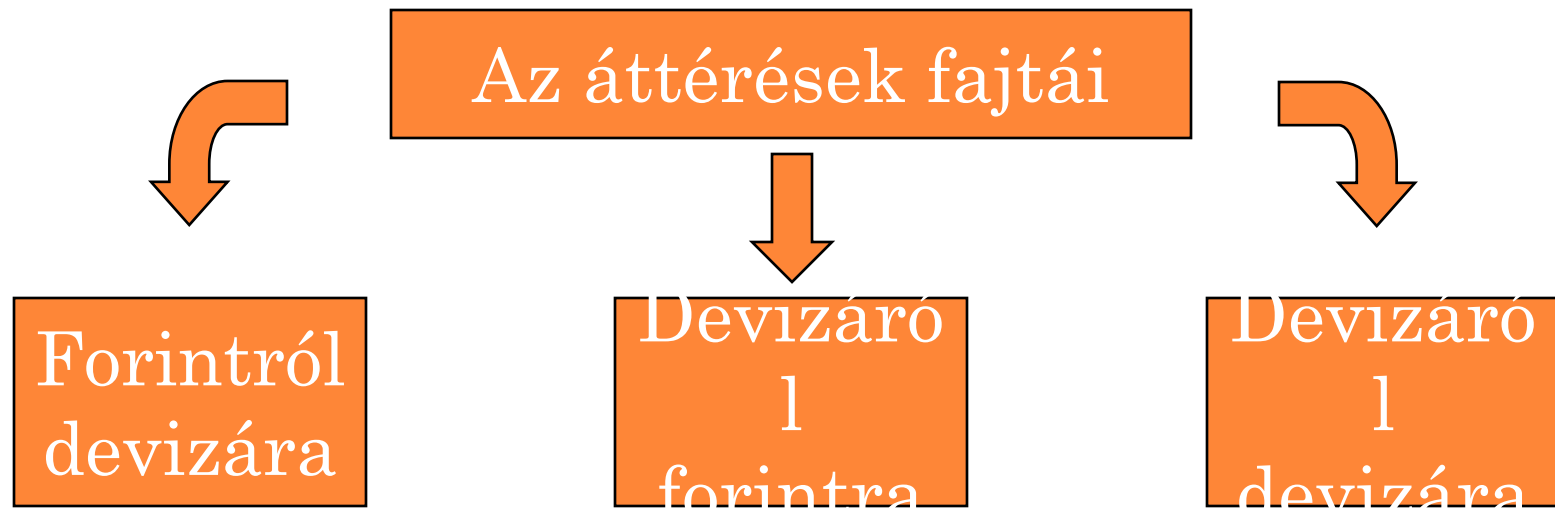 Az áttérések fajtái
Forintról
devizára
Devizáró
l
forintra
Devizáró
l
devizára